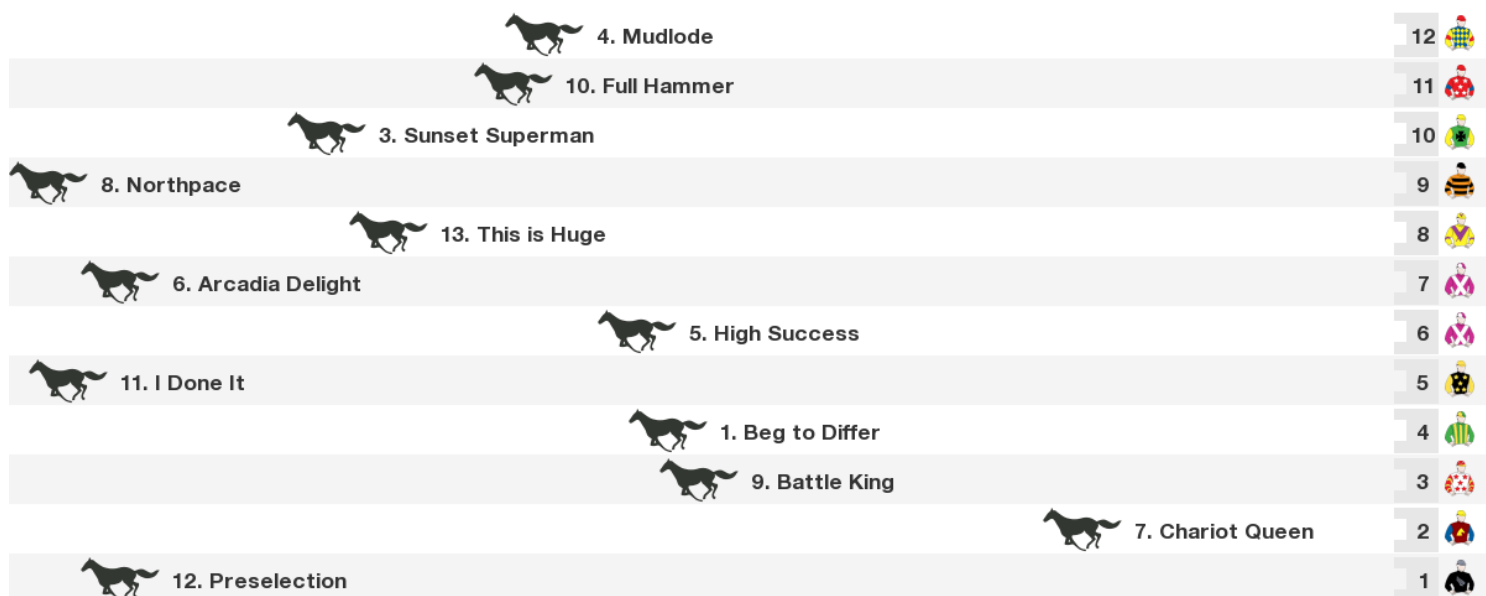 4. Mudlode 12
10. Full Hammer 11
3. Sunset Superman 10
8. Northpace 9
13. This is Huge 8
6. Arcadia Delight 7
5. High Success 6
11. I Done It 5
1. Beg to Differ 4
9. Battle King 3
7. Chariot Queen 2
12. Preselection 1